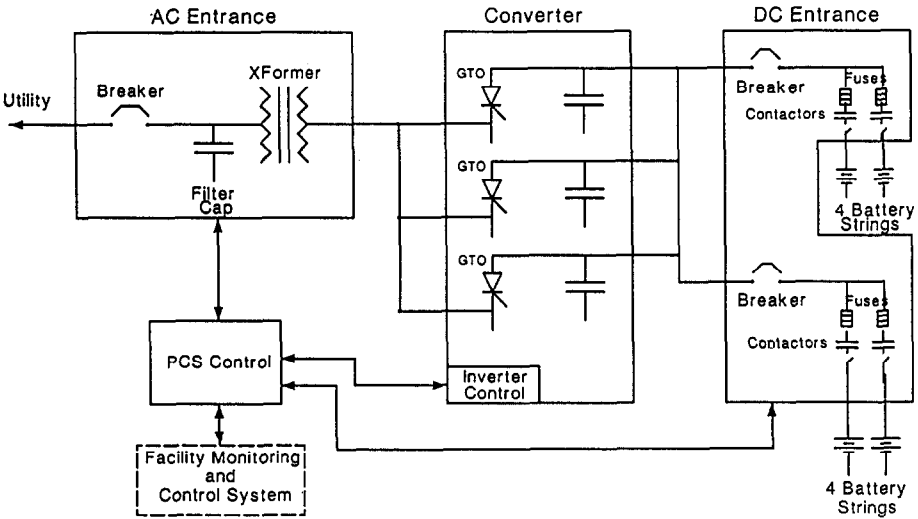 AC Entrance
Converter
DC Entrance
XFormer
Breaker
Utility
Filter
Cap
GTO
GTO
GTO
Inverter
Control
Breaker
Fuses
Contactors
4 Battery
Strings
Breaker
Fuses
Contactors
4 Battery
Strings
PCS Control
Facility Monitoring
and
Control System